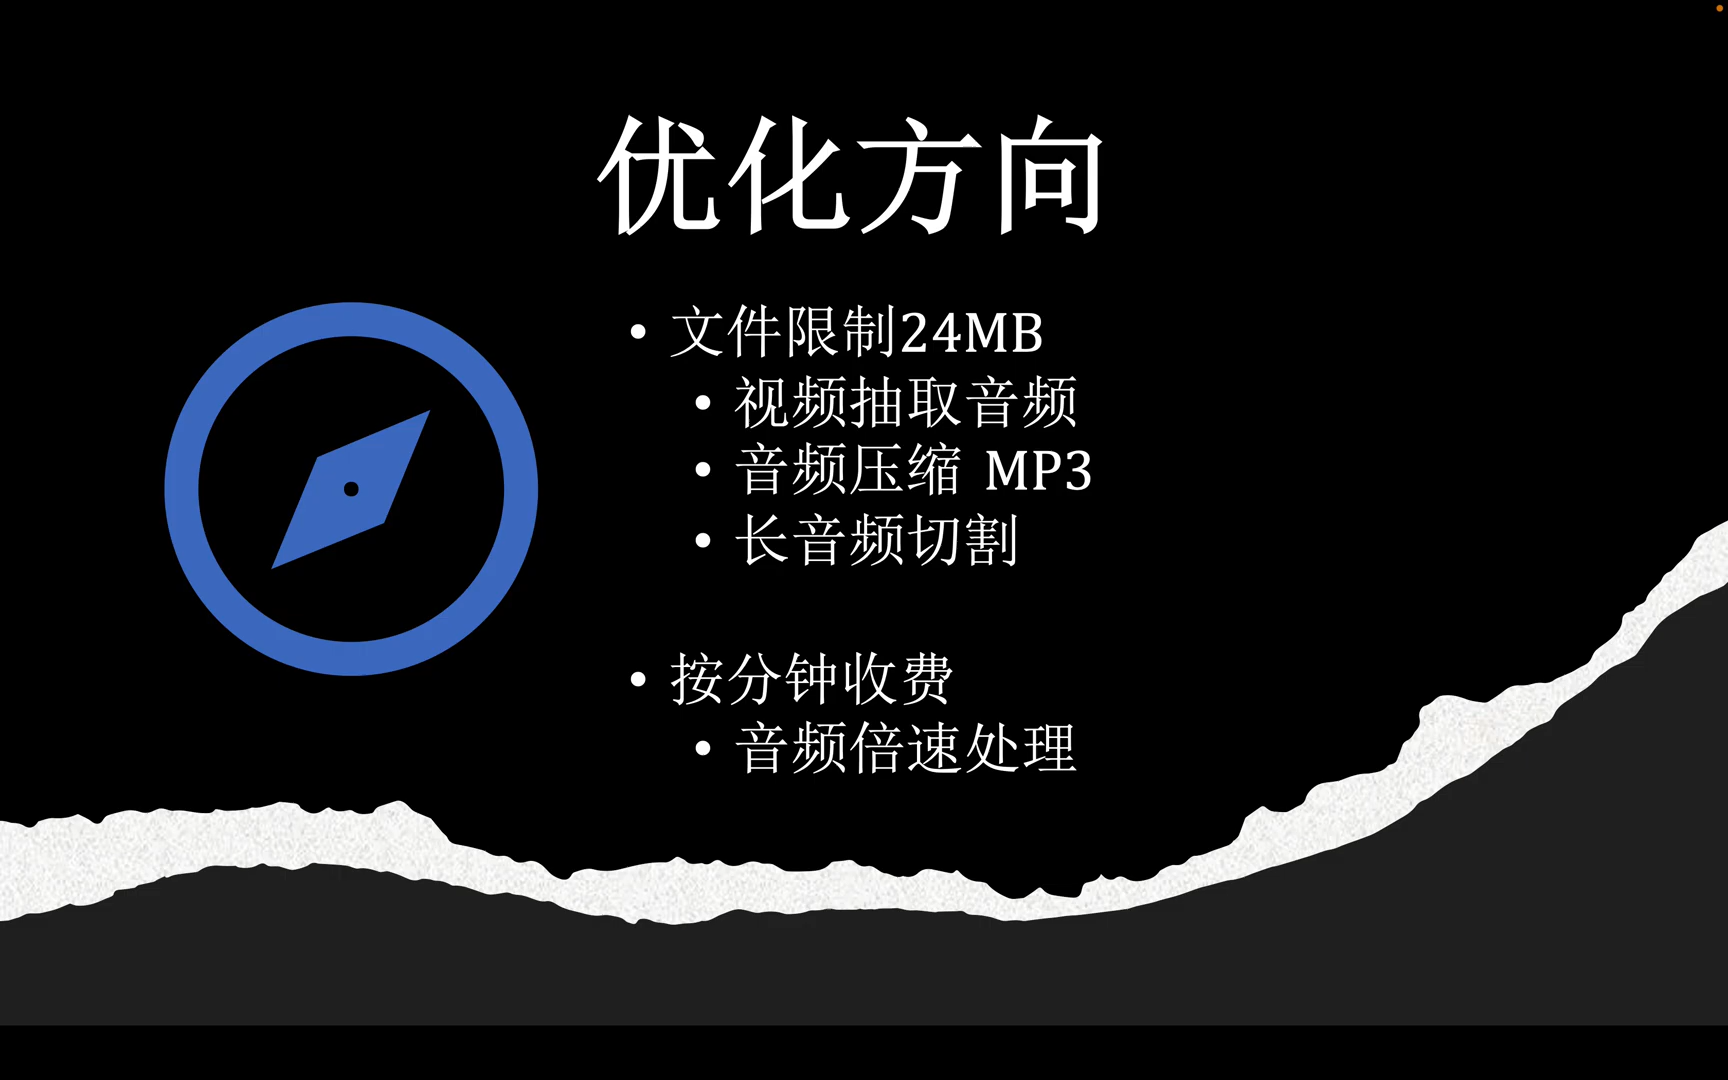 优化方向
• 文件限制24MB
• 视频抽取音频
• 音频压缩 MP3
• 长音频切割
• 按分钟收费
• 音频倍速处理